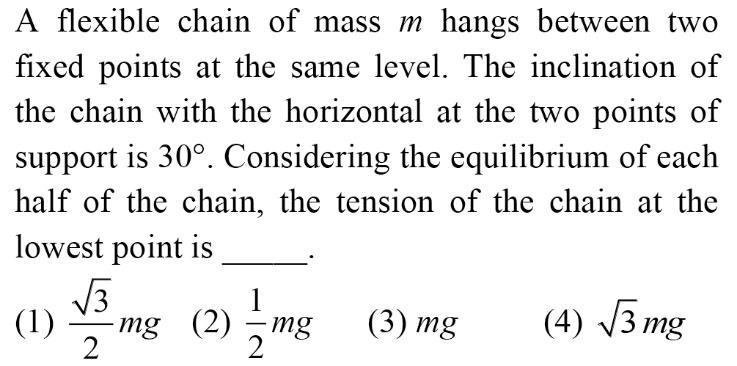 A flexible chain of mass m hangs between two
fixed points at the same level. The inclination of
the chain with the horizontal at the two points of
support is 30°. Considering the equilibrium of each
half of the chain, the tension of the chain at the
lowest point is _____.
(1) √3/2 mg (2) 1/2 mg (3) mg (4) √3 mg